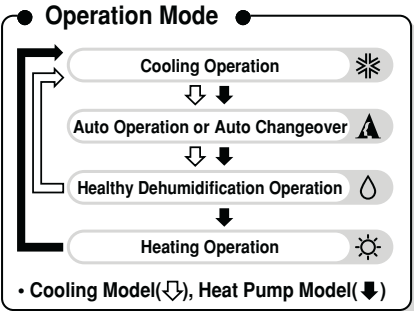 Operation Mode
Cooling Operation
Auto Operation or Auto Changeover
Healthy Dehumidification Operation
Heating Operation
• Cooling Model(⇩), Heat Pump Model(⬇)